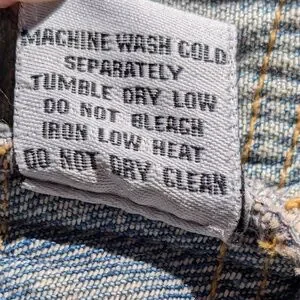 MACHINE WASH COLD
SEPARATELY
TUMBLE DRY LOW
DO NOT BLEACH
IRON LOW HEAT
DO NOT DRY CLEAN